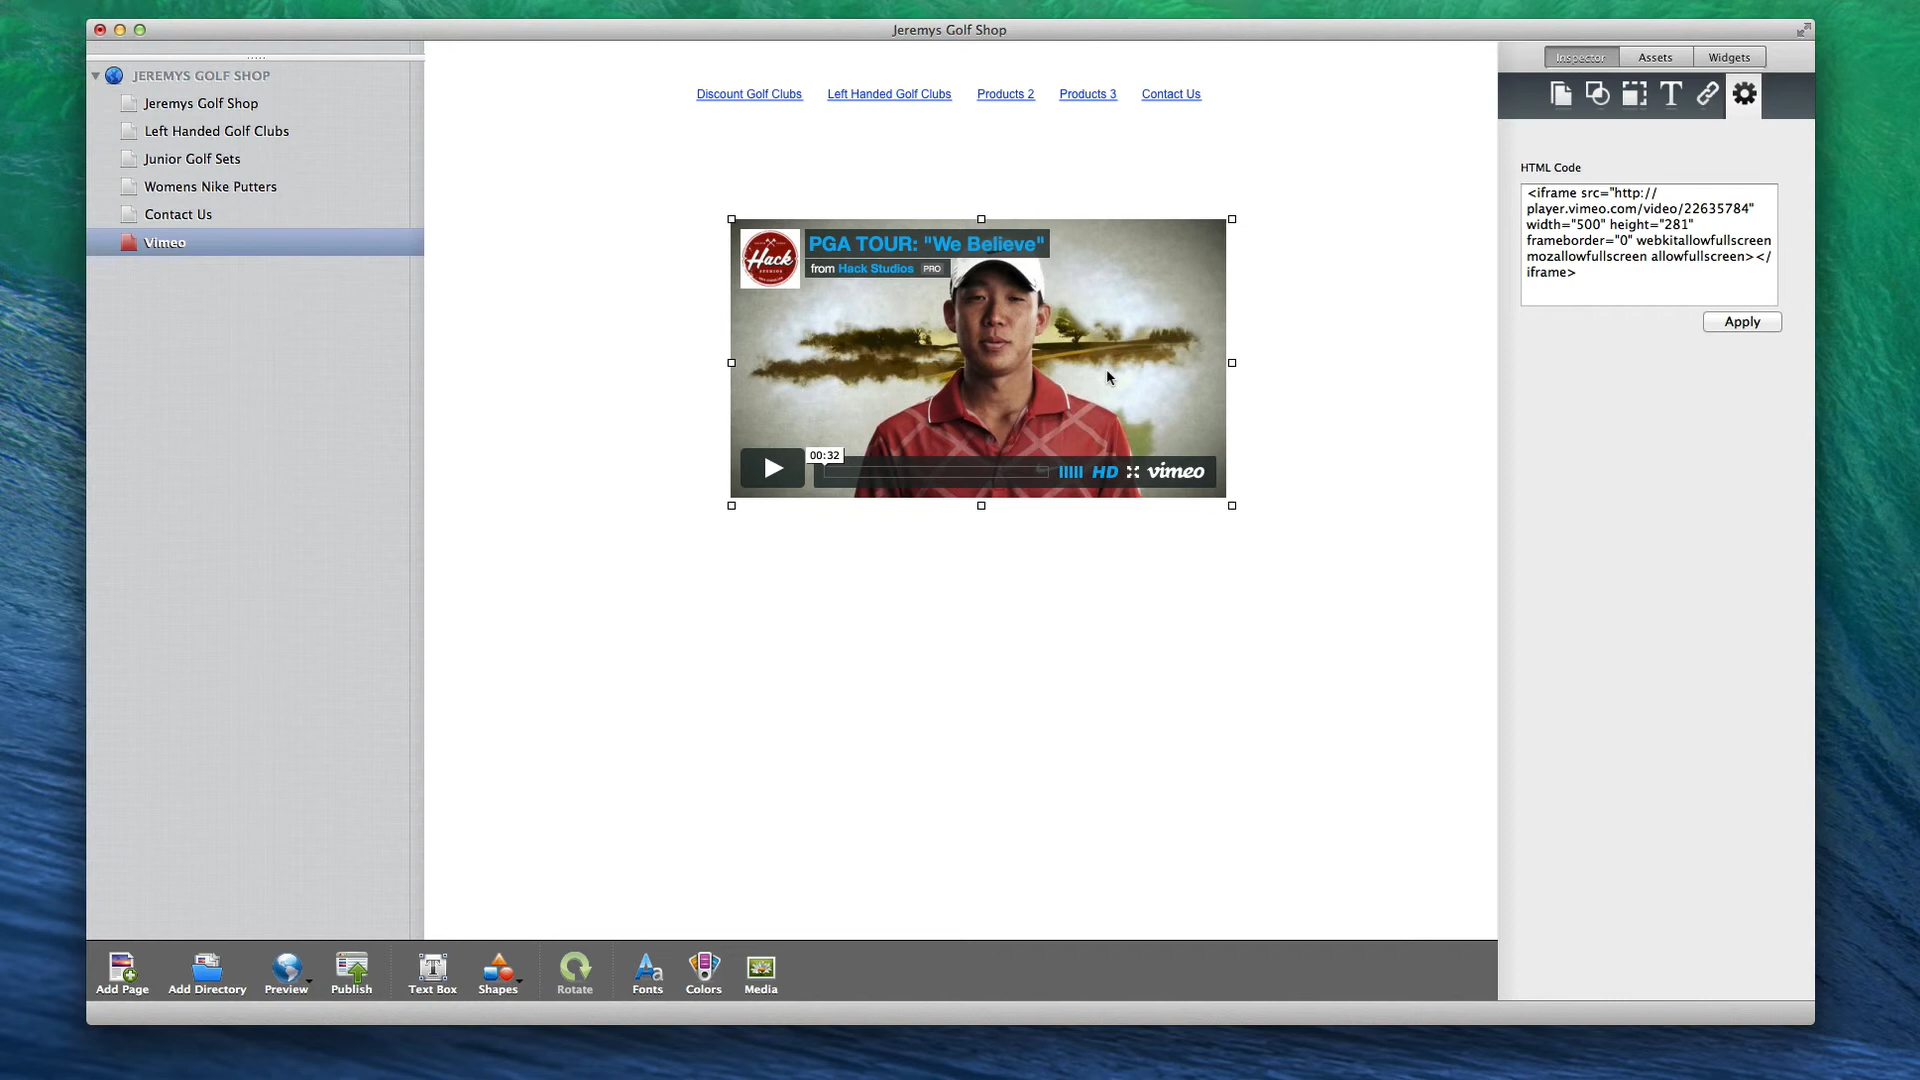 Jeremys Golf Shop
JEREMYS GOLF SHOP
Jeremys Golf Shop
Left Handed Golf Clubs
Junior Golf Sets
Womens Nike Putters
Contact Us
Vimeo
Discount Golf Clubs Left Handed Golf Clubs Products 2 Products 3 Contact Us
Hack
PGA TOUR: "We Believe"
from Hack Studios PRO
00:32
HD vimeo
Inspector Assets Widgets
T
HTML Code
<iframe src="http://
player.vimeo.com/video/22635784"
width="500" height="281"
frameborder="0" webkitallowfullscreen
mozallowfullscreen allowfullscreen></
iframe>
Apply
Add Page Add Directory Preview Publish Text Box Shapes Rotate Fonts Colors Media